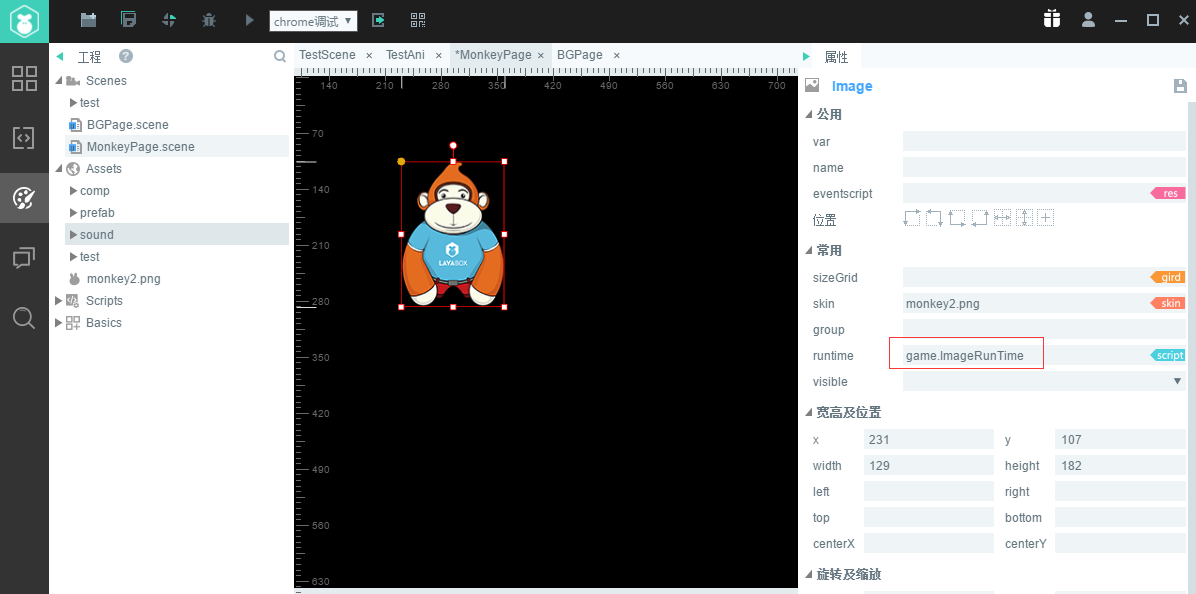 chrome调试
工程
TestScene × TestAni × *MonkeyPage × BGPage ×
属性
Scenes
test
BGPage.scene
MonkeyPage.scene
Assets
comp
prefab
sound
test
monkey2.png
Scripts
Basics
140 210 280 350 420 490 560 630 700
70
140
210
280
350
420
490
560
630
LAYABOX
Image
公用
var
name
eventscript res
位置
常用
sizeGrid gird
skin monkey2.png skin
group
runtime game.ImageRunTime script
visible
宽高及位置
x 231 y 107
width 129 height 182
left right
top bottom
centerX centerY
旋转及缩放